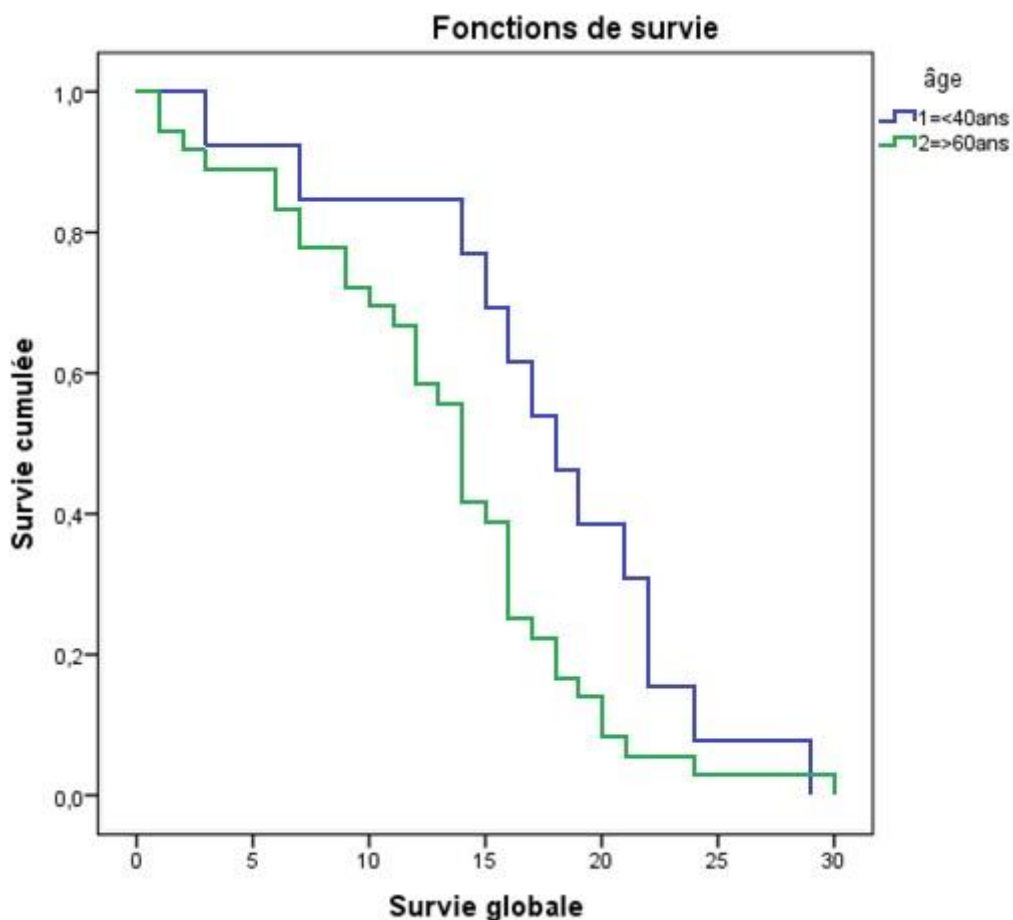 Fonctions de survie
âge
1=<40ans
2=>60ans
Survie cumulée
1,0
0,8
0,6
0,4
0,2
0,0
0 5 10 15 20 25 30
Survie globale